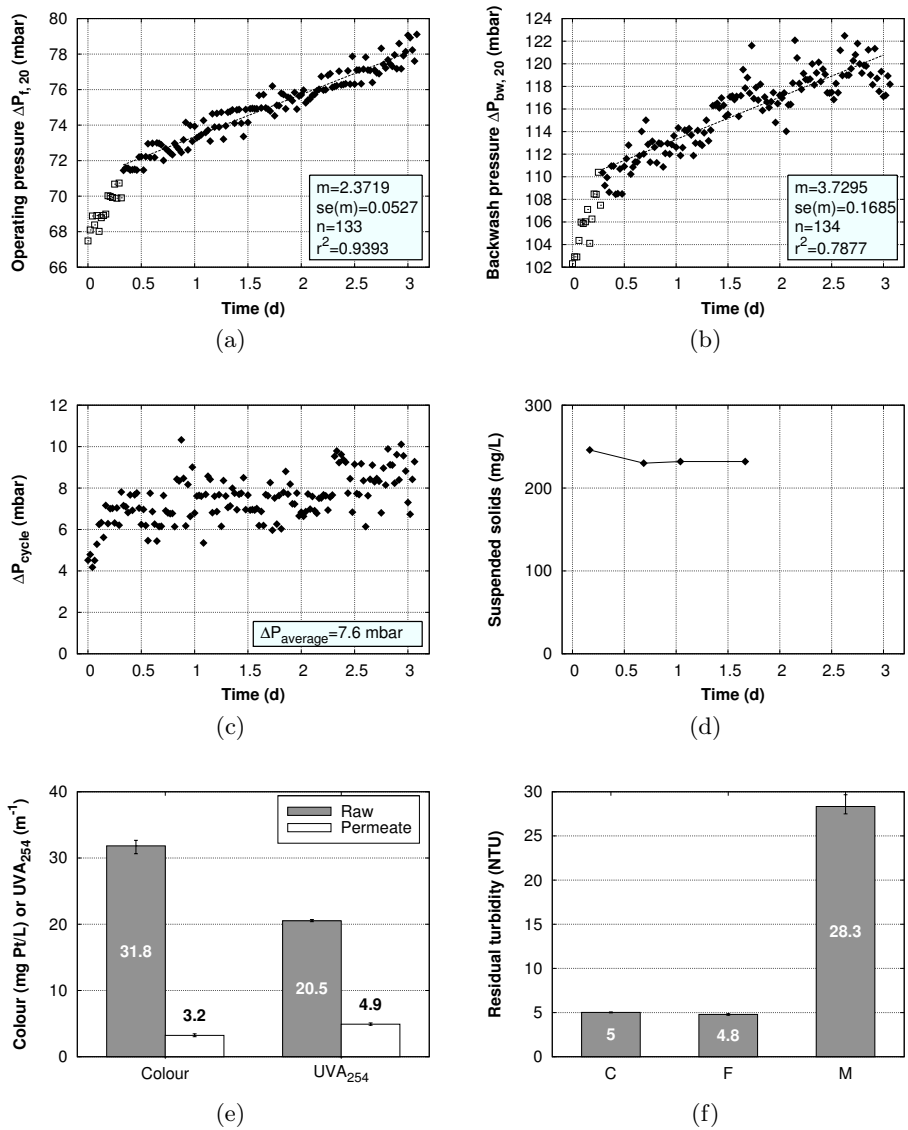 Operating pressure ΔPf, 20 (mbar)
80
78
76
74
72
70
68
66
m=2.3719
se(m)=0.0527
n=133
r²=0.9393
0 0.5 1 1.5 2 2.5 3
Time (d)
(a)
Backwash pressure ΔPbw, 20 (mbar)
124
122
120
118
116
114
112
110
108
106
104
102
m=3.7295
se(m)=0.1685
n=134
r²=0.7877
0 0.5 1 1.5 2 2.5 3
Time (d)
(b)
ΔPcycle (mbar)
12
10
8
6
4
2
0
ΔPaverage=7.6 mbar
0 0.5 1 1.5 2 2.5 3
Time (d)
(c)
Suspended solids (mg/L)
300
200
100
0
0 0.5 1 1.5 2 2.5 3
Time (d)
(d)
Colour (mg Pt/L) or UVA254 (m⁻¹)
40
30
20
10
0
Raw
Permeate
31.8
3.2
20.5
4.9
Colour UVA254
(e)
Residual turbidity (NTU)
30
25
20
15
10
5
0
5
4.8
28.3
C F M
(f)